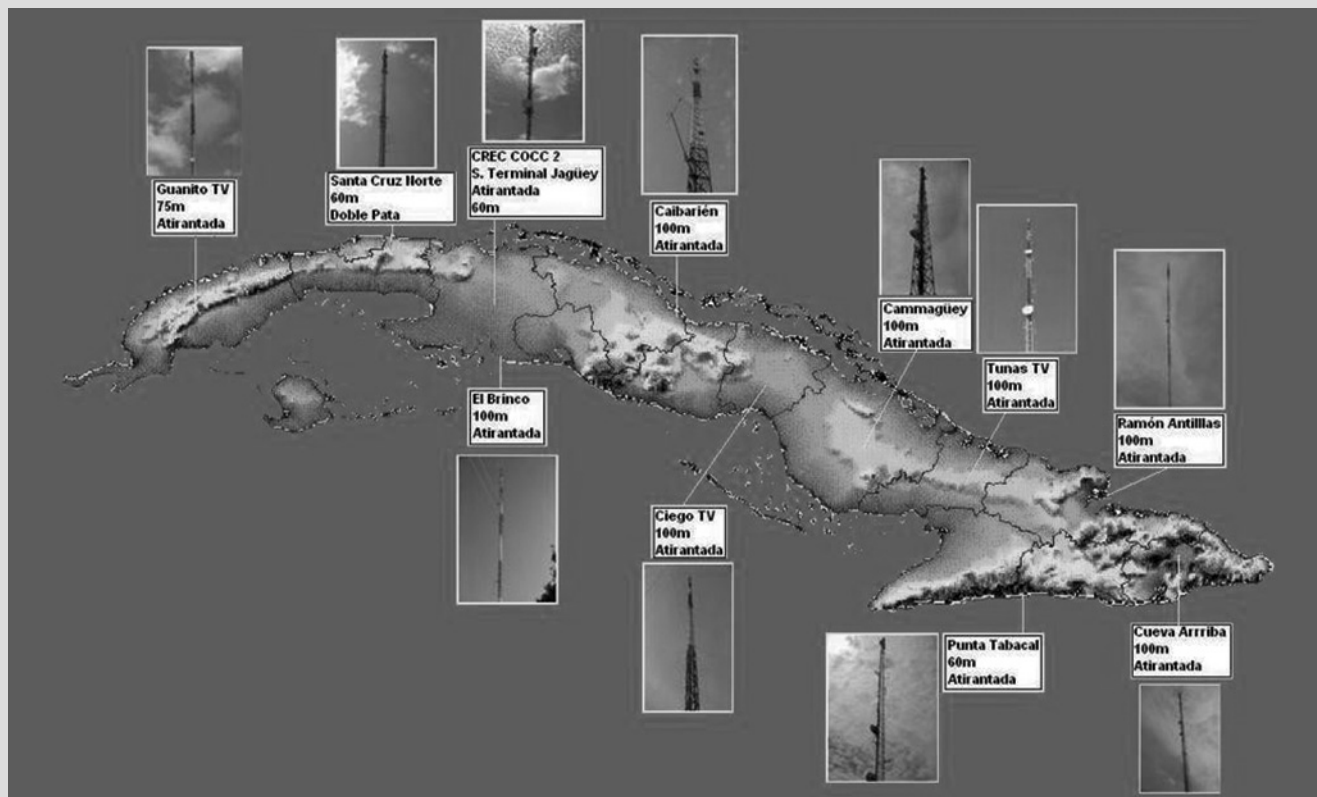 Guanito TV
75m
Atirantada
Santa Cruz Norte
60m
Doble Pata
CREC COCC 2
S. Terminal Jagüey
Atirantada
60m
Caibarién
100m
Atirantada
Cammagüey
100m
Atirantada
Tunas TV
100m
Atirantada
Ramón Antilllas
100m
Atirantada
El Brinco
100m
Atirantada
Ciego TV
100m
Atirantada
Punta Tabacal
60m
Atirantada
Cueva Arrriba
100m
Atirantada